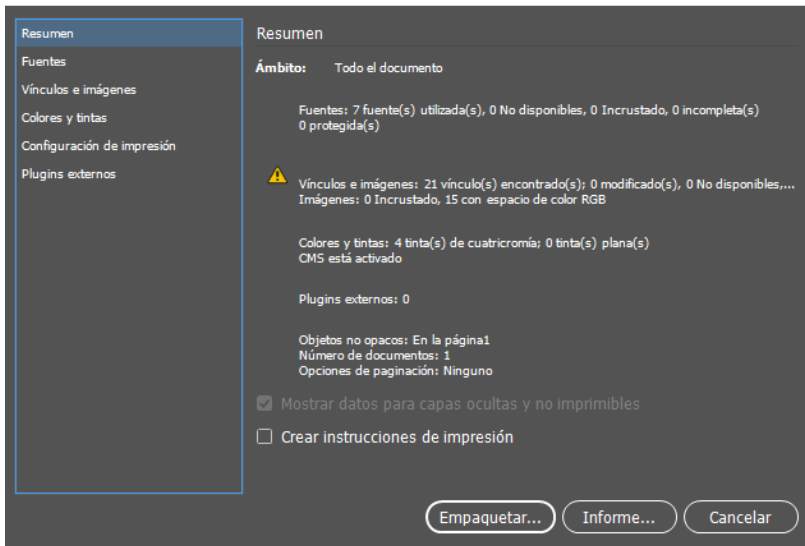 Resumen
Fuentes
Vínculos e imágenes
Colores y tintas
Configuración de impresión
Plugins externos
Resumen
Ámbito: Todo el documento
Fuentes: 7 fuente(s) utilizada(s), 0 No disponibles, 0 Incrustado, 0 incompleta(s)
0 protegida(s)
Vínculos e imágenes: 21 vínculo(s) encontrado(s); 0 modificado(s), 0 No disponibles,...
Imágenes: 0 Incrustado, 15 con espacio de color RGB
Colores y tintas: 4 tinta(s) de cuatricromía; 0 tinta(s) plana(s)
CMS está activado
Plugins externos: 0
Objetos no opacos: En la página1
Número de documentos: 1
Opciones de paginación: Ninguno
Mostrar datos para capas ocultas y no imprimibles
Crear instrucciones de impresión
Empaquetar... Informe... Cancelar